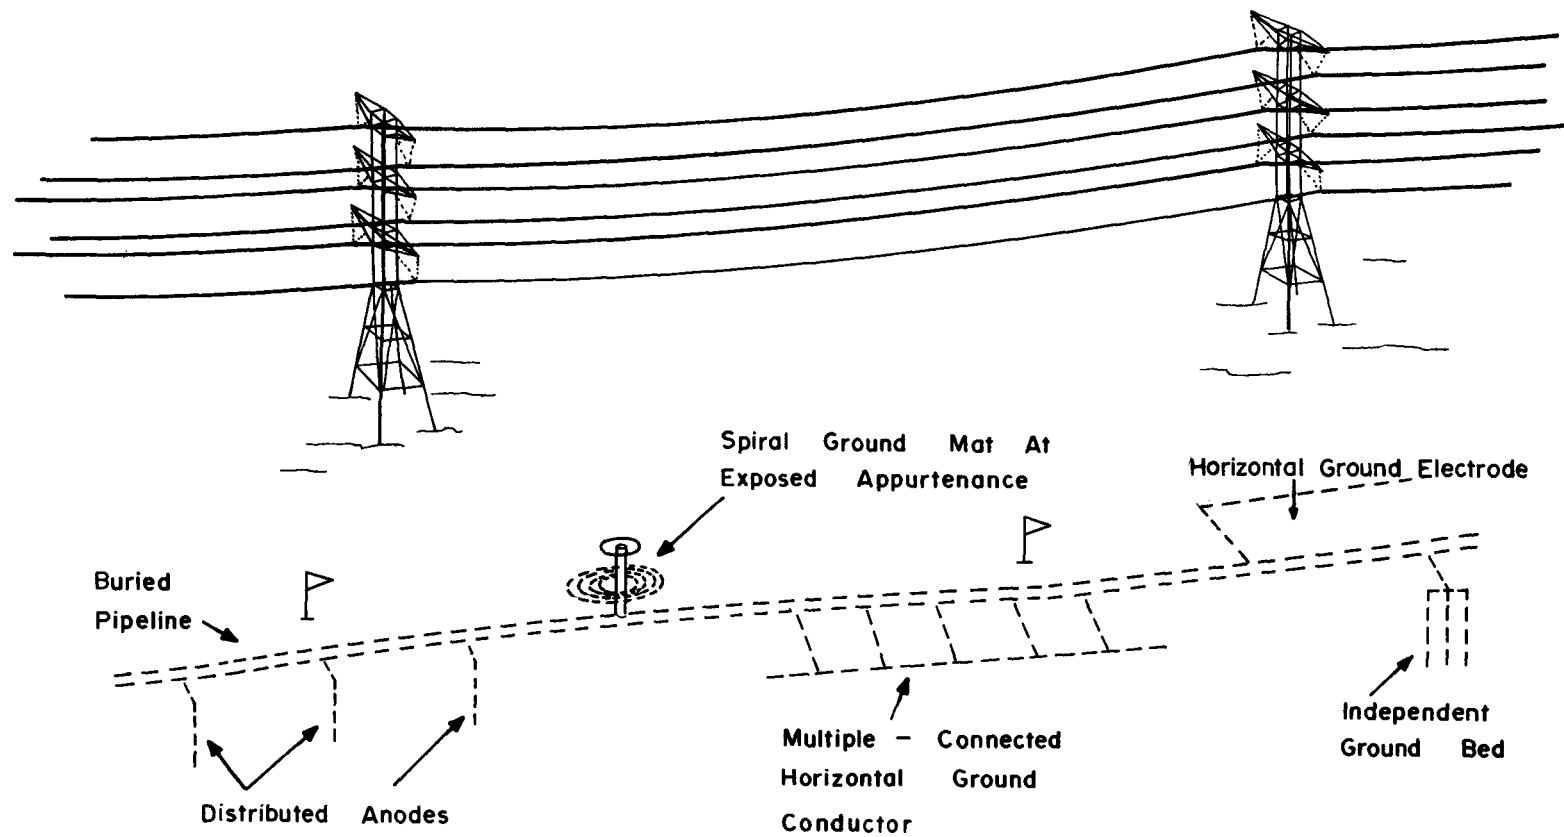 Spiral Ground Mat At
Exposed Appurtenance
Horizontal Ground Electrode
Buried
Pipeline
Independent
Ground Bed
Multiple - Connected
Horizontal Ground
Conductor
Distributed Anodes